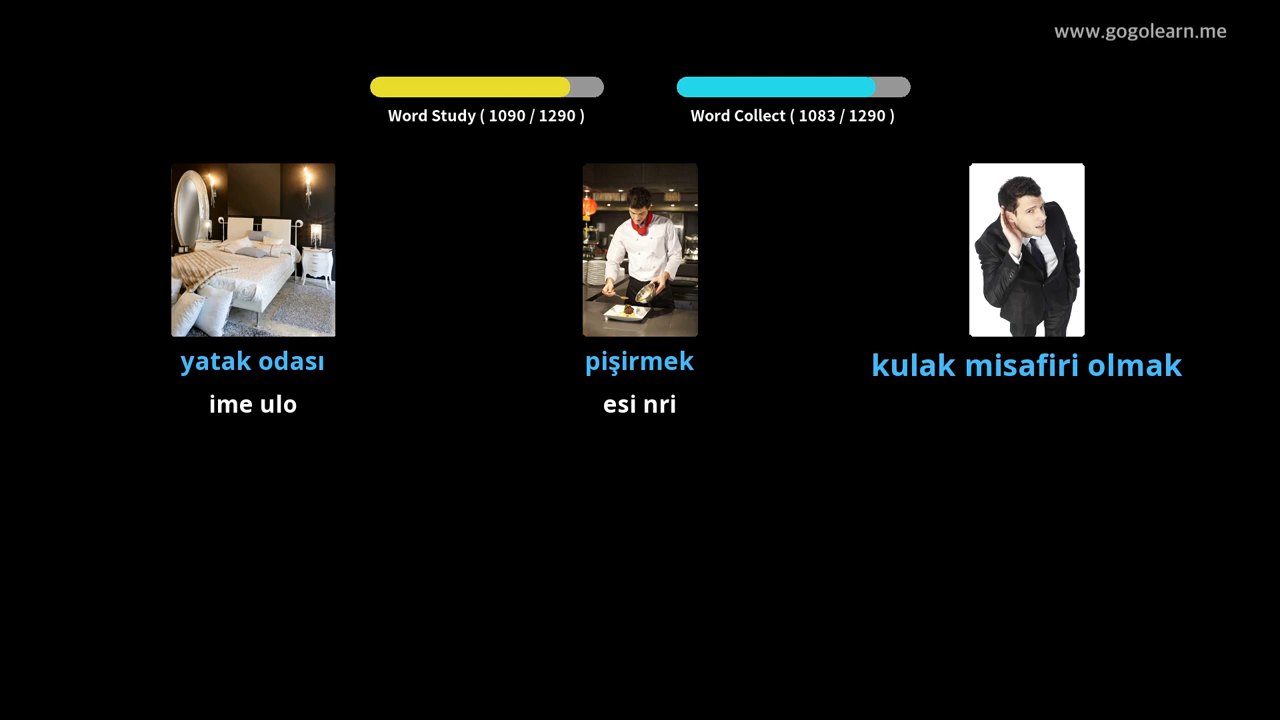 www.gogolearn.me
Word Study ( 1090 / 1290 )
Word Collect ( 1083 / 1290 )
yatak odası
pişirmek
kulak misafiri olmak
ime ulo
esi nri